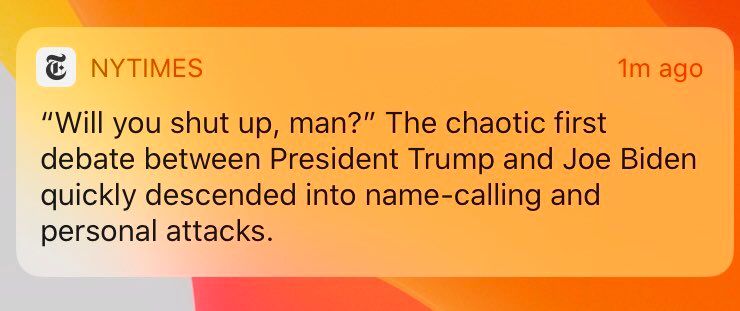 NYTIMES 1m ago
“Will you shut up, man?” The chaotic first
debate between President Trump and Joe Biden
quickly descended into name-calling and
personal attacks.